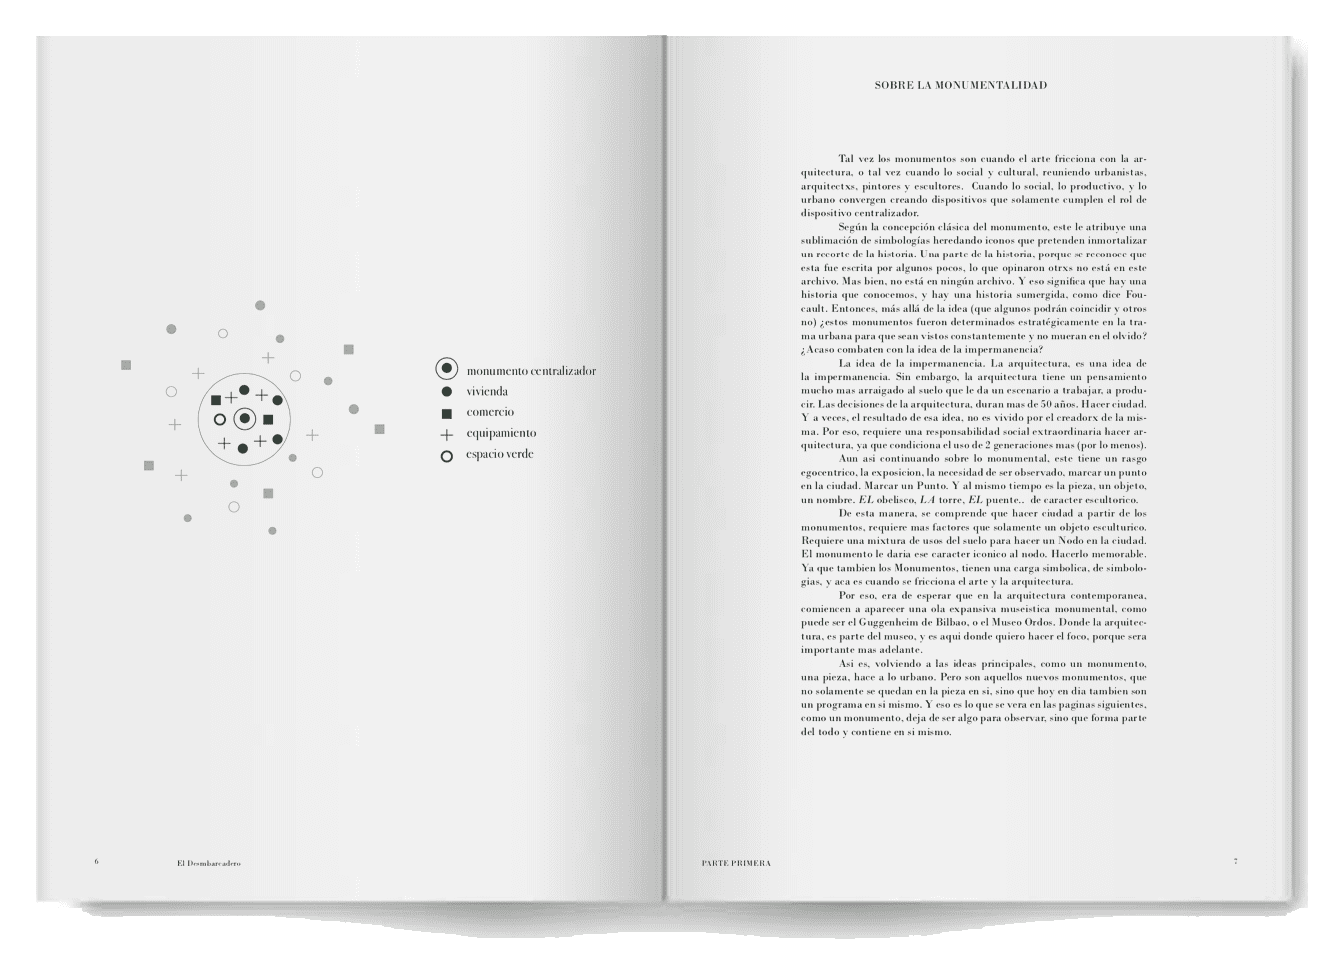 monumento centralizador
vivienda
comercio
equipamiento
espacio verde
6
El Desmbarcadero
SOBRE LA MONUMENTALIDAD
Tal vez los monumentos son cuando el arte fricciona con la ar-
quitectura, o tal vez cuando lo social y cultural, reuniendo urbanistas,
arquitectxs, pintores y escultores. Cuando lo social, lo productivo, y lo
urbano convergen creando dispositivos que solamente cumplen el rol de
dispositivo centralizador.
Según la concepción clásica del monumento, este le atribuye una
sublimación de simbologías heredando iconos que pretenden inmortalizar
un recorte de la historia. Una parte de la historia, porque se reconoce que
esta fue escrita por algunos pocos, lo que opinaron otrxs no está en este
archivo. Mas bien, no está en ningún archivo. Y eso significa que hay una
historia que conocemos, y hay una historia sumergida, como dice Fou-
cault. Entonces, más allá de la idea (que algunos podrán coincidir y otros
no) ¿estos monumentos fueron determinados estratégicamente en la tra-
ma urbana para que sean vistos constantemente y no mueran en el olvido?
¿Acaso combaten con la idea de la impermanencia?
La idea de la impermanencia. La arquitectura, es una idea de
la impermanencia. Sin embargo, la arquitectura tiene un pensamiento
mucho mas arraigado al suelo que le da un escenario a trabajar, a produ-
cir. Las decisiones de la arquitectura, duran mas de 50 años. Hacer ciudad.
Y a veces, el resultado de esa idea, no es vivido por el creadorx de la mis-
ma. Por eso, requiere una responsabilidad social extraordinaria hacer ar-
quitectura, ya que condiciona el uso de 2 generaciones mas (por lo menos).
Aun asi continuando sobre lo monumental, este tiene un rasgo
egocentrico, la exposicion, la necesidad de ser observado, marcar un punto
en la ciudad. Marcar un Punto. Y al mismo tiempo es la pieza, un objeto,
un nombre. EL obelisco, LA torre, EL puente.. de caracter escultorico.
De esta manera, se comprende que hacer ciudad a partir de los
monumentos, requiere mas factores que solamente un objeto esculturico.
Requiere una mixtura de usos del suelo para hacer un Nodo en la ciudad.
El monumento le daria ese caracter iconico al nodo. Hacerlo memorable.
Ya que tambien los Monumentos, tienen una carga simbolica, de simbolo-
gias, y aca es cuando se fricciona el arte y la arquitectura.
Por eso, era de esperar que en la arquitectura contemporanea,
comiencen a aparecer una ola expansiva museistica monumental, como
puede ser el Guggenheim de Bilbao, o el Museo Ordos. Donde la arquitec-
tura, es parte del museo, y es aqui donde quiero hacer el foco, porque sera
importante mas adelante.
Asi es, volviendo a las ideas principales, como un monumento,
una pieza, hace a lo urbano. Pero son aquellos nuevos monumentos, que
no solamente se quedan en la pieza en si, sino que hoy en dia tambien son
un programa en si mismo. Y eso es lo que se vera en las paginas siguientes,
como un monumento, deja de ser algo para observar, sino que forma parte
del todo y contiene en si mismo.
PARTE PRIMERA
7